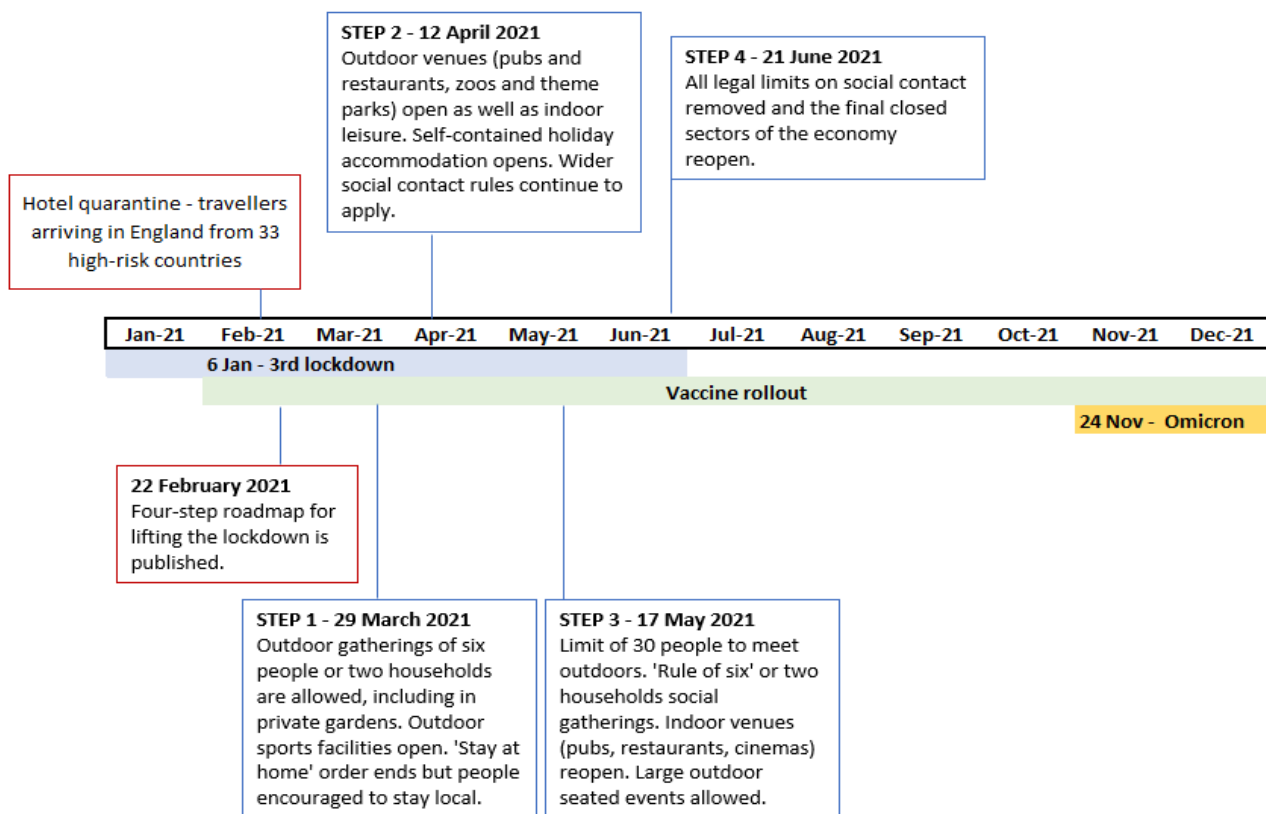 STEP 2 - 12 April 2021
Outdoor venues (pubs and
restaurants, zoos and theme
parks) open as well as indoor
leisure. Self-contained holiday
accommodation opens. Wider
social contact rules continue to
apply.
STEP 4 - 21 June 2021
All legal limits on social contact
removed and the final closed
sectors of the economy
reopen.
Hotel quarantine - travellers
arriving in England from 33
high-risk countries
Jan-21 Feb-21 Mar-21 Apr-21 May-21 Jun-21 Jul-21 Aug-21 Sep-21 Oct-21 Nov-21 Dec-21
6 Jan - 3rd lockdown
Vaccine rollout
24 Nov - Omicron
22 February 2021
Four-step roadmap for
lifting the lockdown is
published.
STEP 1 - 29 March 2021
Outdoor gatherings of six
people or two households
are allowed, including in
private gardens. Outdoor
sports facilities open. 'Stay at
home' order ends but people
encouraged to stay local.
STEP 3 - 17 May 2021
Limit of 30 people to meet
outdoors. 'Rule of six' or two
households social
gatherings. Indoor venues
(pubs, restaurants, cinemas)
reopen. Large outdoor
seated events allowed.